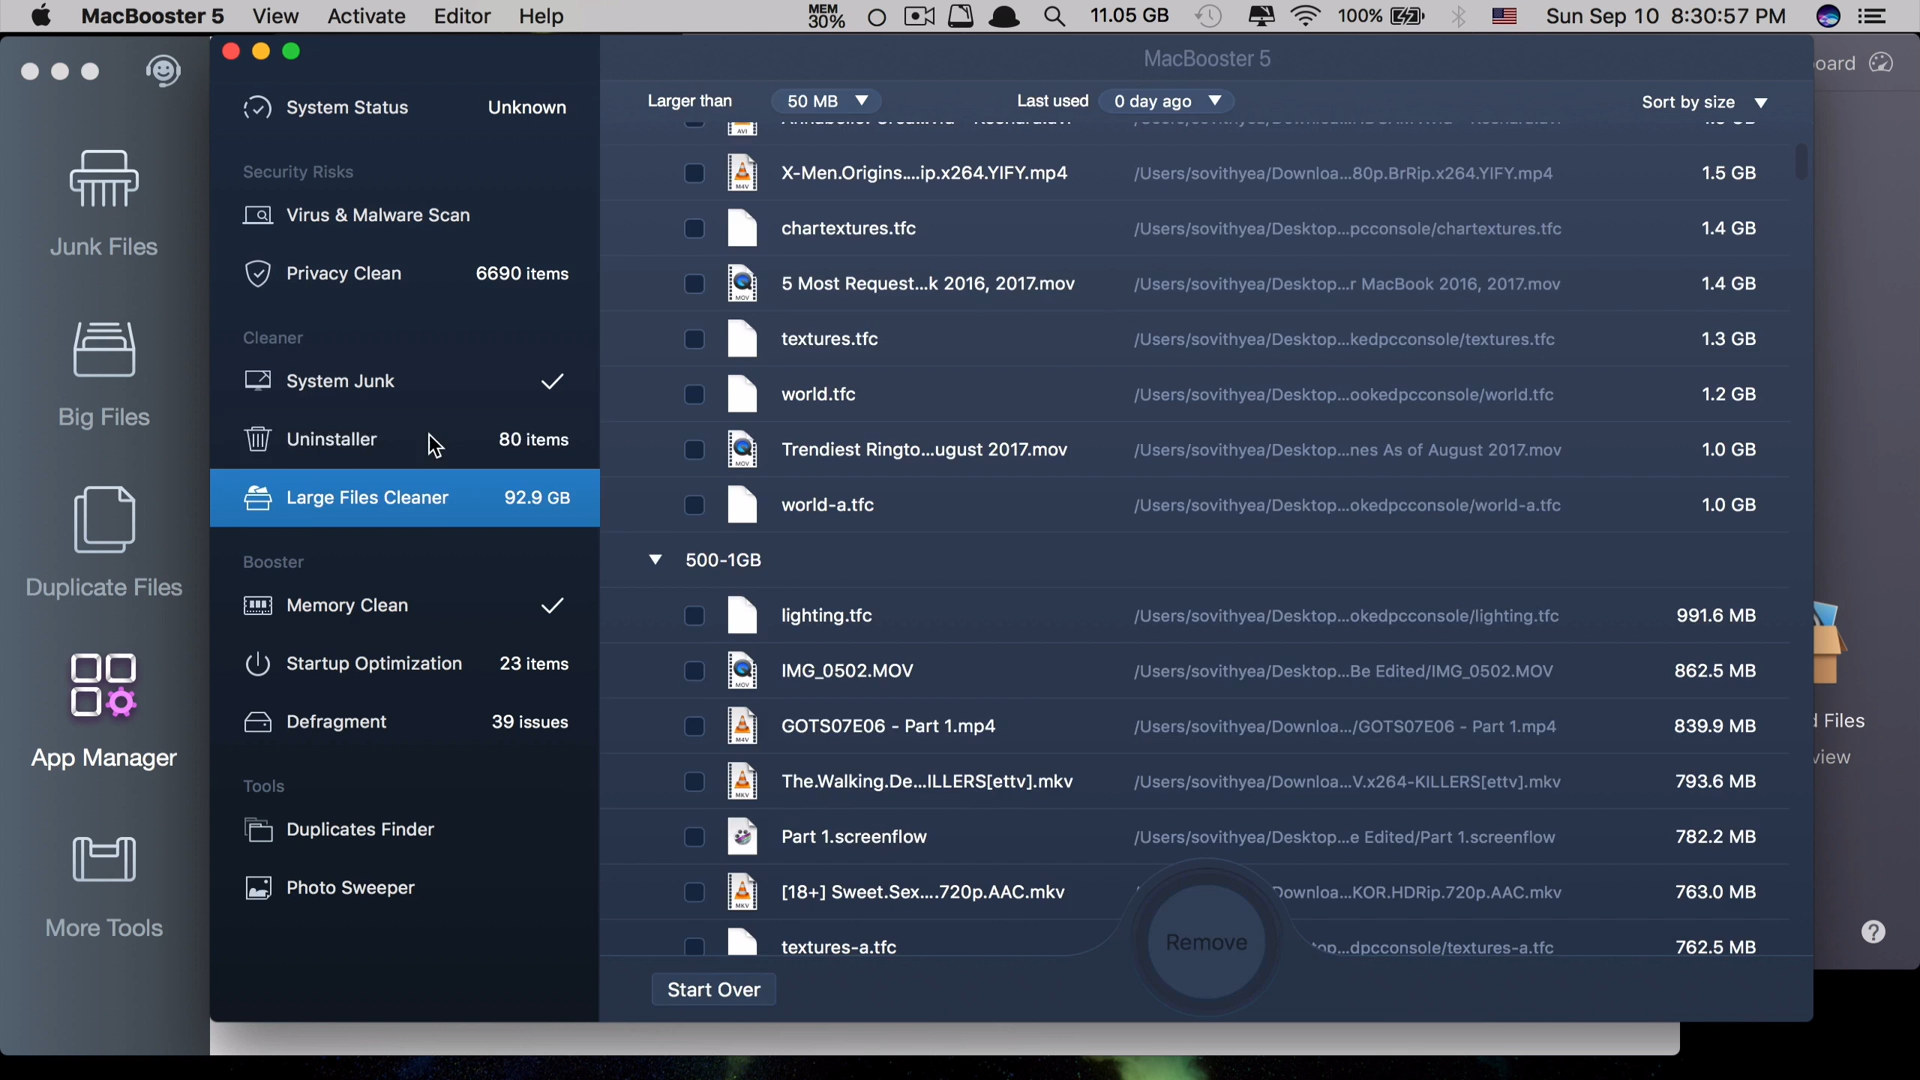 MacBooster 5 View Activate Editor Help MEM 30% 11.05 GB 100% Sun Sep 10 8:30:57 PM
MacBooster 5
oard
Junk Files
Big Files
Duplicate Files
App Manager
More Tools
System Status Unknown
Security Risks
Virus & Malware Scan
Privacy Clean 6690 items
Cleaner
System Junk
Uninstaller 80 items
Large Files Cleaner 92.9 GB
Booster
Memory Clean
Startup Optimization 23 items
Defragment 39 issues
Tools
Duplicates Finder
Photo Sweeper
Larger than 50 MB Last used 0 day ago Sort by size
X-Men.Origins....ip.x264.YIFY.mp4 /Users/sovithyea/Downloa...80p.BrRip.x264.YIFY.mp4 1.5 GB
chartextures.tfc /Users/sovithyea/Desktop...pcconsole/chartextures.tfc 1.4 GB
5 Most Request...k 2016, 2017.mov /Users/sovithyea/Desktop...r MacBook 2016, 2017.mov 1.4 GB
textures.tfc /Users/sovithyea/Desktop...kedpcconsole/textures.tfc 1.3 GB
world.tfc /Users/sovithyea/Desktop...ookedpcconsole/world.tfc 1.2 GB
Trendiest Ringto...ugust 2017.mov /Users/sovithyea/Desktop...nes As of August 2017.mov 1.0 GB
world-a.tfc /Users/sovithyea/Desktop...okedpcconsole/world-a.tfc 1.0 GB
500-1GB
lighting.tfc /Users/sovithyea/Desktop...okedpcconsole/lighting.tfc 991.6 MB
IMG_0502.MOV /Users/sovithyea/Desktop...Be Edited/IMG_0502.MOV 862.5 MB
GOTS07E06 - Part 1.mp4 /Users/sovithyea/Downloa.../GOTS07E06 - Part 1.mp4 839.9 MB
The.Walking.De...ILLERS[ettv].mkv /Users/sovithyea/Downloa...V.x264-KILLERS[ettv].mkv 793.6 MB
Part 1.screenflow /Users/sovithyea/Desktop...e Edited/Part 1.screenflow 782.2 MB
[18+] Sweet.Sex....720p.AAC.mkv Downloa...KOR.HDRip.720p.AAC.mkv 763.0 MB
textures-a.tfc top...dpcconsole/textures-a.tfc 762.5 MB
Remove
Start Over
d Files
view